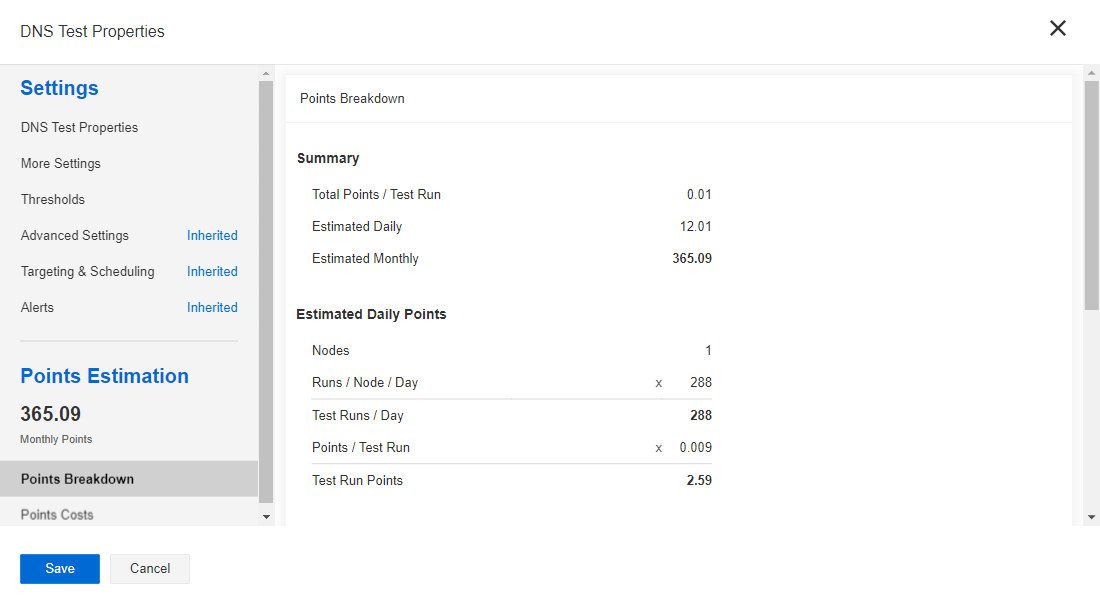 DNS Test Properties
Settings
DNS Test Properties
More Settings
Thresholds
Advanced Settings Inherited
Targeting & Scheduling Inherited
Alerts Inherited
Points Estimation
365.09
Monthly Points
Points Breakdown
Points Costs
Points Breakdown
Summary
Total Points / Test Run 0.01
Estimated Daily 12.01
Estimated Monthly 365.09
Estimated Daily Points
Nodes 1
Runs / Node / Day x 288
Test Runs / Day 288
Points / Test Run x 0.009
Test Run Points 2.59
Save Cancel